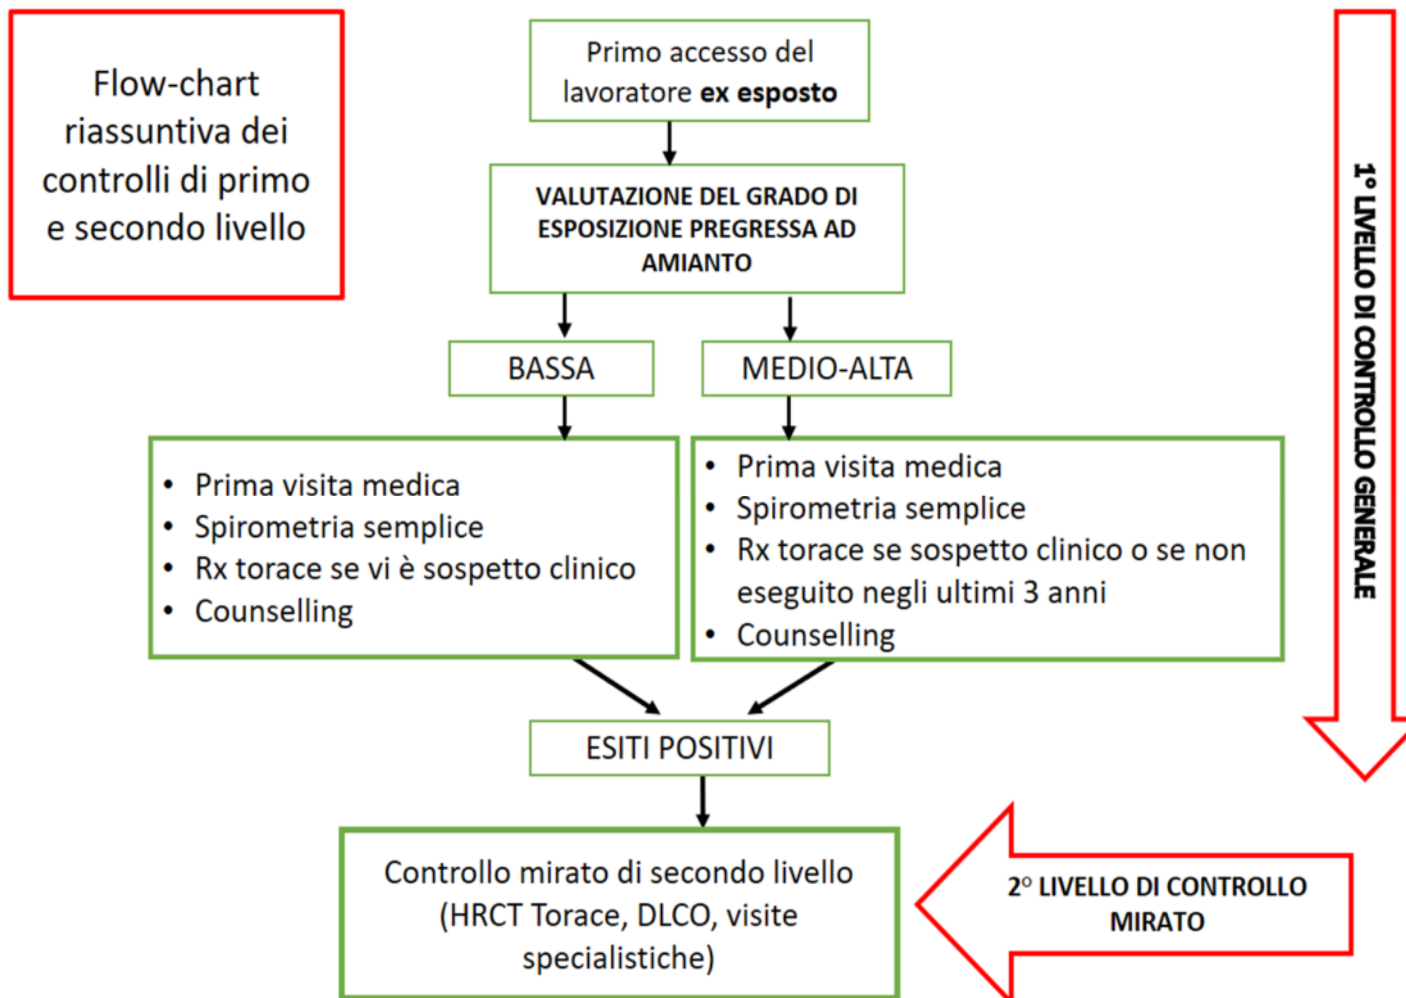 Flow-chart
riassuntiva dei
controlli di primo
e secondo livello
Primo accesso del
lavoratore ex esposto
VALUTAZIONE DEL GRADO DI
ESPOSIZIONE PREGRESSA AD
AMIANTO
BASSA
MEDIO-ALTA
• Prima visita medica
• Spirometria semplice
• Rx torace se vi è sospetto clinico
• Counselling
• Prima visita medica
• Spirometria semplice
• Rx torace se sospetto clinico o se non
eseguito negli ultimi 3 anni
• Counselling
ESITI POSITIVI
Controllo mirato di secondo livello
(HRCT Torace, DLCO, visite
specialistiche)
1° LIVELLO DI CONTROLLO GENERALE
2° LIVELLO DI CONTROLLO
MIRATO